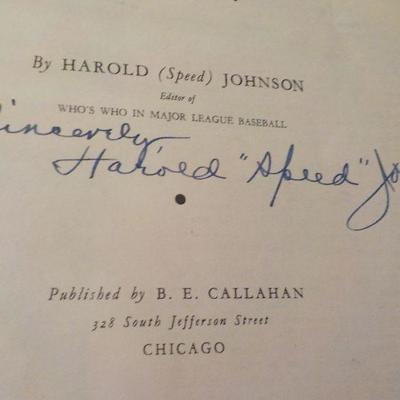 By HAROLD (Speed) JOHNSON
Editor of
WHO'S WHO IN MAJOR LEAGUE BASEBALL
incerely,
Harold "Speed" Jo
Published by B. E. CALLAHAN
328 South Jefferson Street
CHICAGO